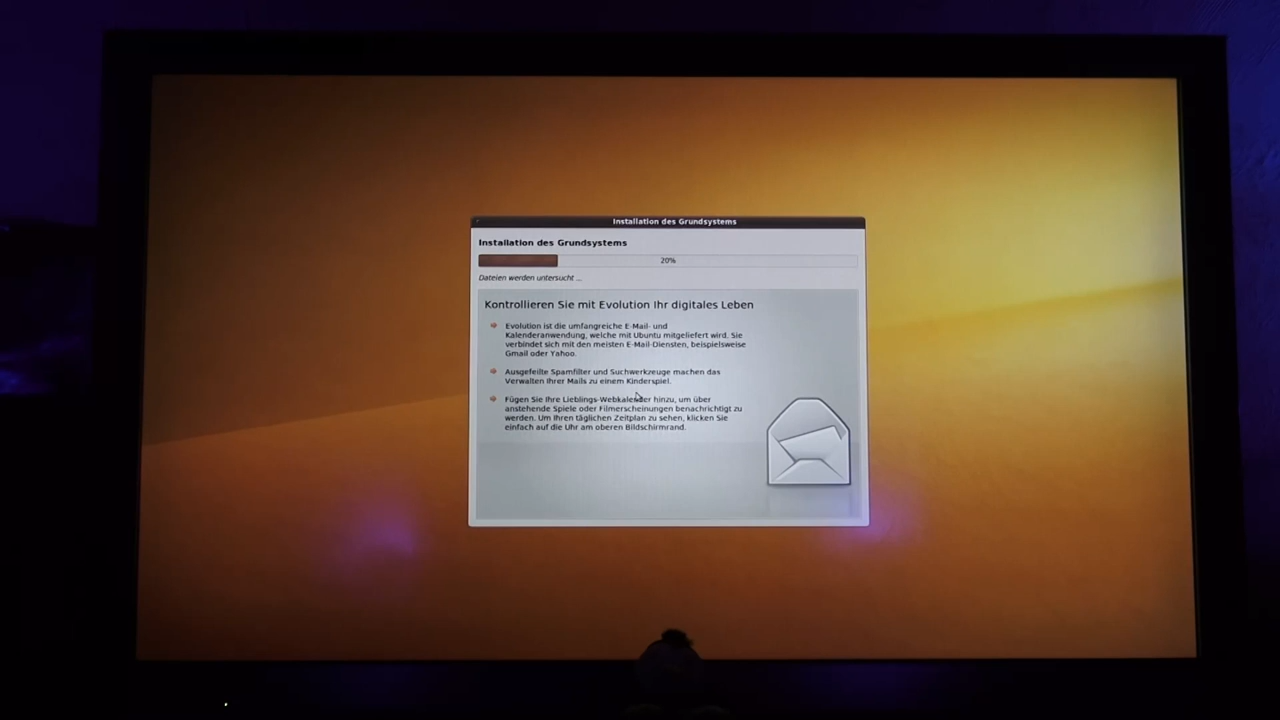 Installation des Grundsystems
Installation des Grundsystems
20%
Dateien werden untersucht ...
Kontrollieren Sie mit Evolution Ihr digitales Leben
Evolution ist die umfangreiche E-Mail- und
Kalenderanwendung, welche mit Ubuntu mitgeliefert wird. Sie
verbindet sich mit den meisten E-Mail-Diensten, beispielsweise
Gmail oder Yahoo.
Ausgefeilte Spamfilter und Suchwerkzeuge machen das
Verwalten Ihrer Mails zu einem Kinderspiel.
Fügen Sie Ihre Lieblings-Webkalender hinzu, um über
anstehende Spiele oder Filmerscheinungen benachrichtigt zu
werden. Um Ihren täglichen Zeitplan zu sehen, klicken Sie
einfach auf die Uhr am oberen Bildschirmrand.